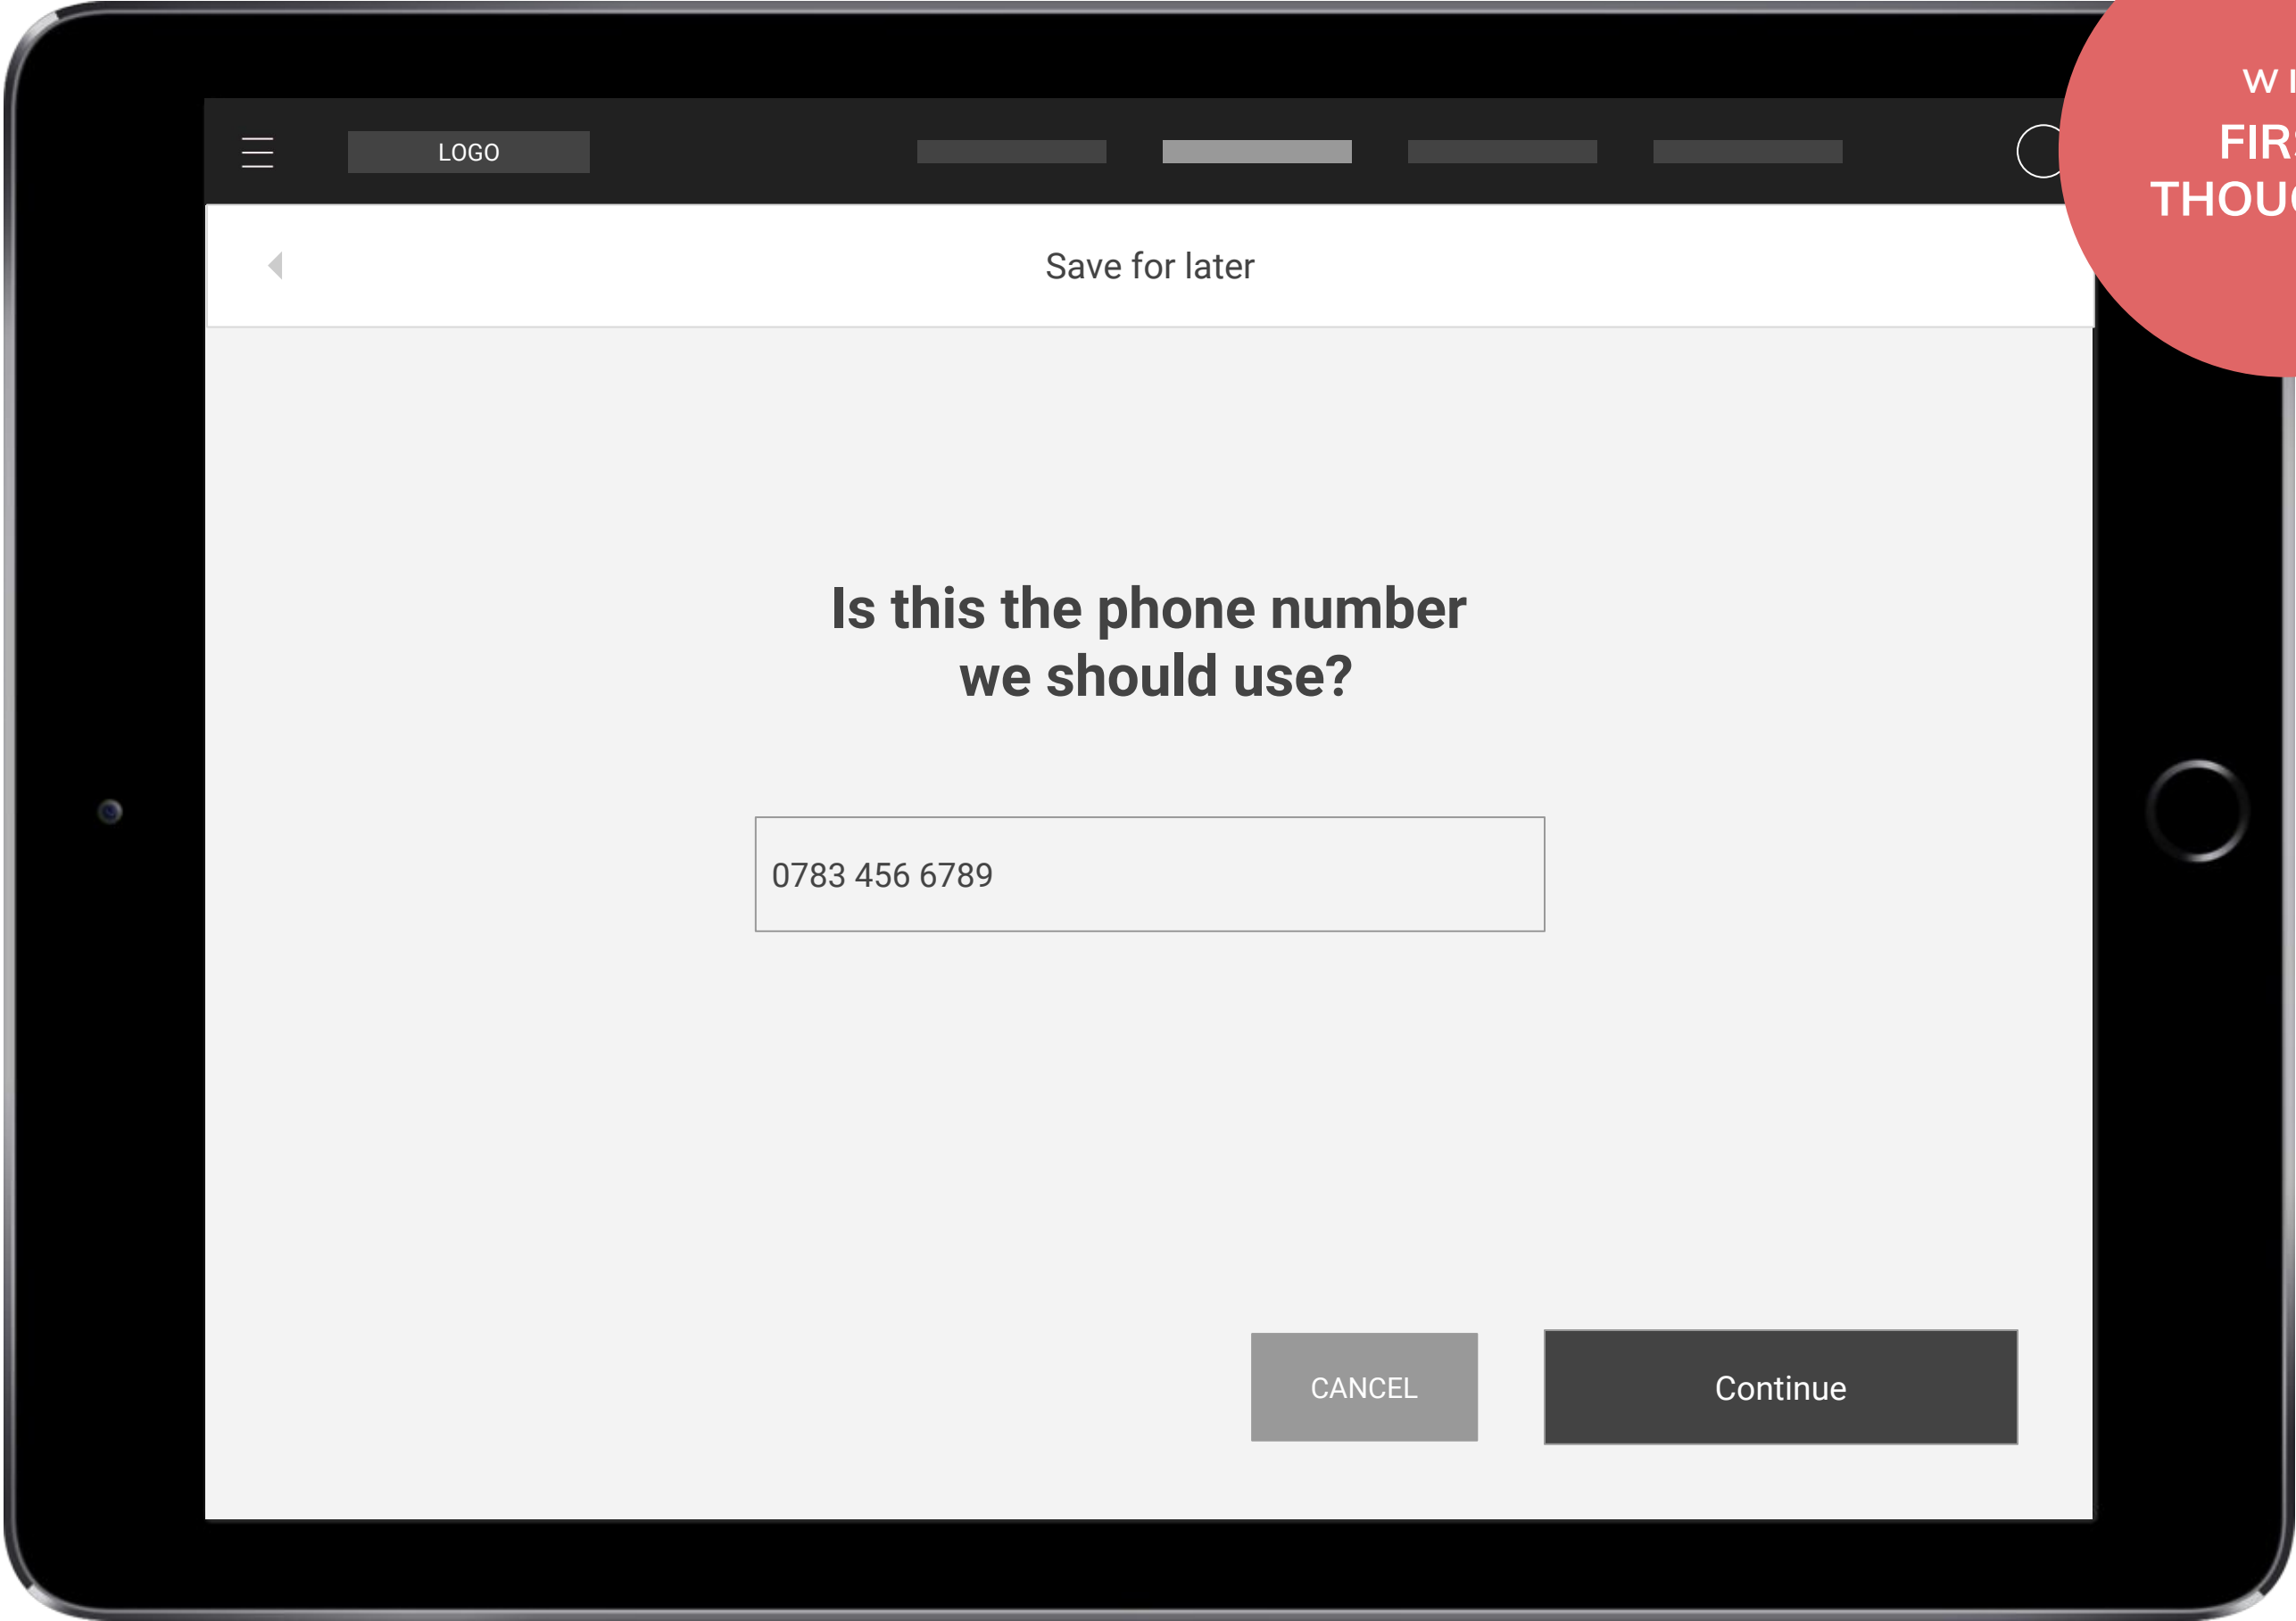 LOGO
Save for later
Is this the phone number
we should use?
0783 456 6789
CANCEL
Continue